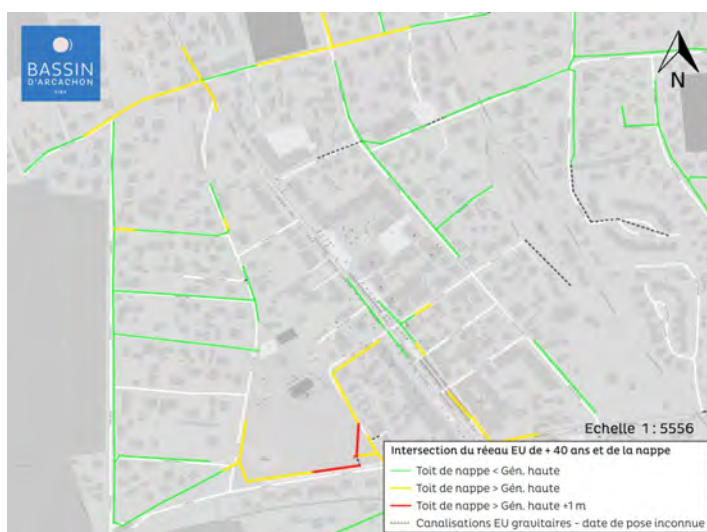 BASSIN
D'ARCACHON
N
Echelle 1 : 5556
Intersection du réeau EU de + 40 ans et de la nappe
Toit de nappe < Gén. haute
Toit de nappe > Gén. haute
Toit de nappe > Gén. haute +1 m
Canalisations EU gravitaires - date de pose inconnue